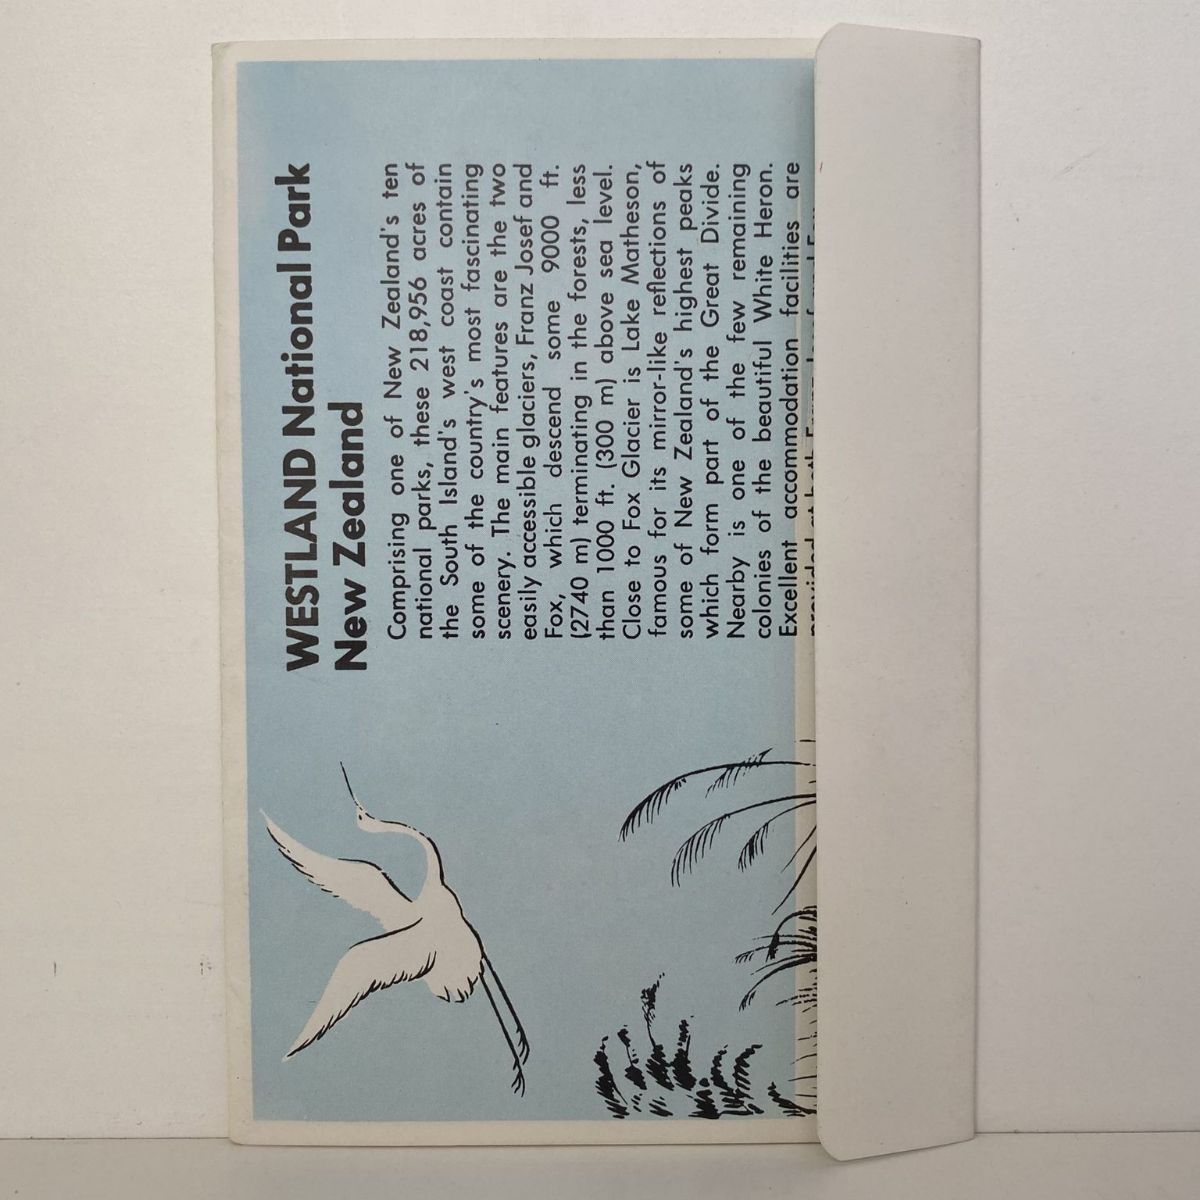 WESTLAND National Park
New Zealand
Comprising one of New Zealand's ten
national parks, these 218,956 acres of
the South Island's west coast contain
some of the country's most fascinating
scenery. The main features are the two
easily accessible glaciers, Franz Josef and
Fox, which descend some 9000 ft.
(2740 m) terminating in the forests, less
than 1000 ft. (300 m) above sea level.
Close to Fox Glacier is Lake Matheson,
famous for its mirror-like reflections of
some of New Zealand's highest peaks
which form part of the Great Divide.
Nearby is one of the few remaining
colonies of the beautiful White Heron.
Excellent accommodation facilities are
provided at both